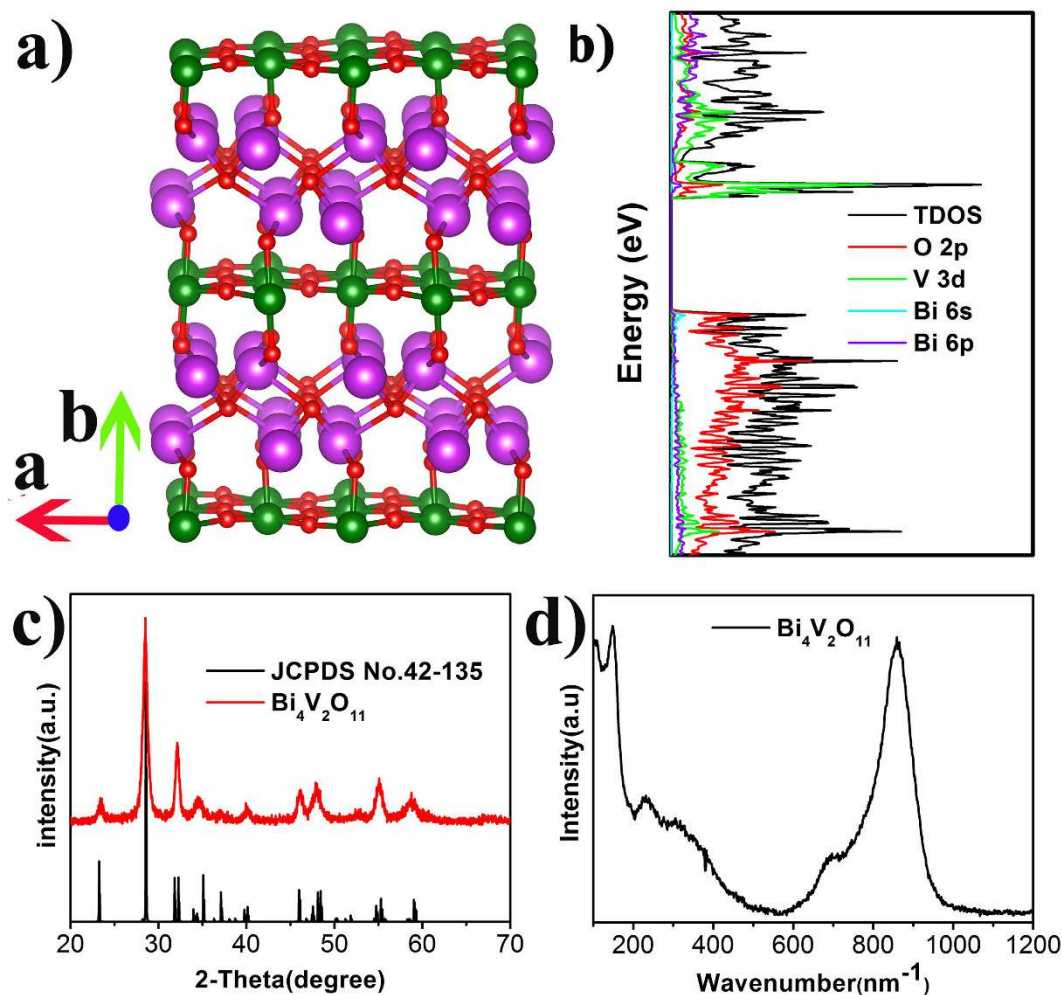 a)
b
a
b)
Energy (eV)
TDOS
O 2p
V 3d
Bi 6s
Bi 6p
c)
intensity(a.u.)
JCPDS No.42-135
Bi₄V₂O₁₁
20 30 40 50 60 70
2-Theta(degree)
d)
Intensity(a.u)
Bi₄V₂O₁₁
200 400 600 800 1000 1200
Wavenumber(nm⁻¹)